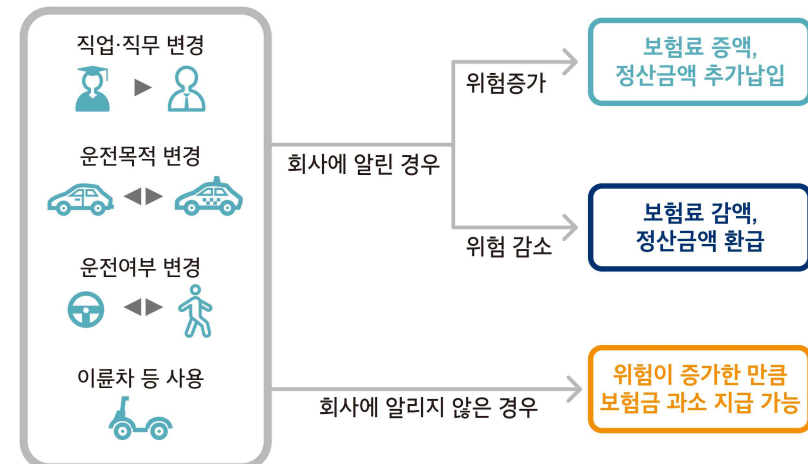 직업·직무 변경
운전목적 변경
운전여부 변경
이륜차 등 사용
회사에 알린 경우
위험증가
보험료 증액,
정산금액 추가납입
위험 감소
보험료 감액,
정산금액 환급
회사에 알리지 않은 경우
위험이 증가한 만큼
보험금 과소 지급 가능